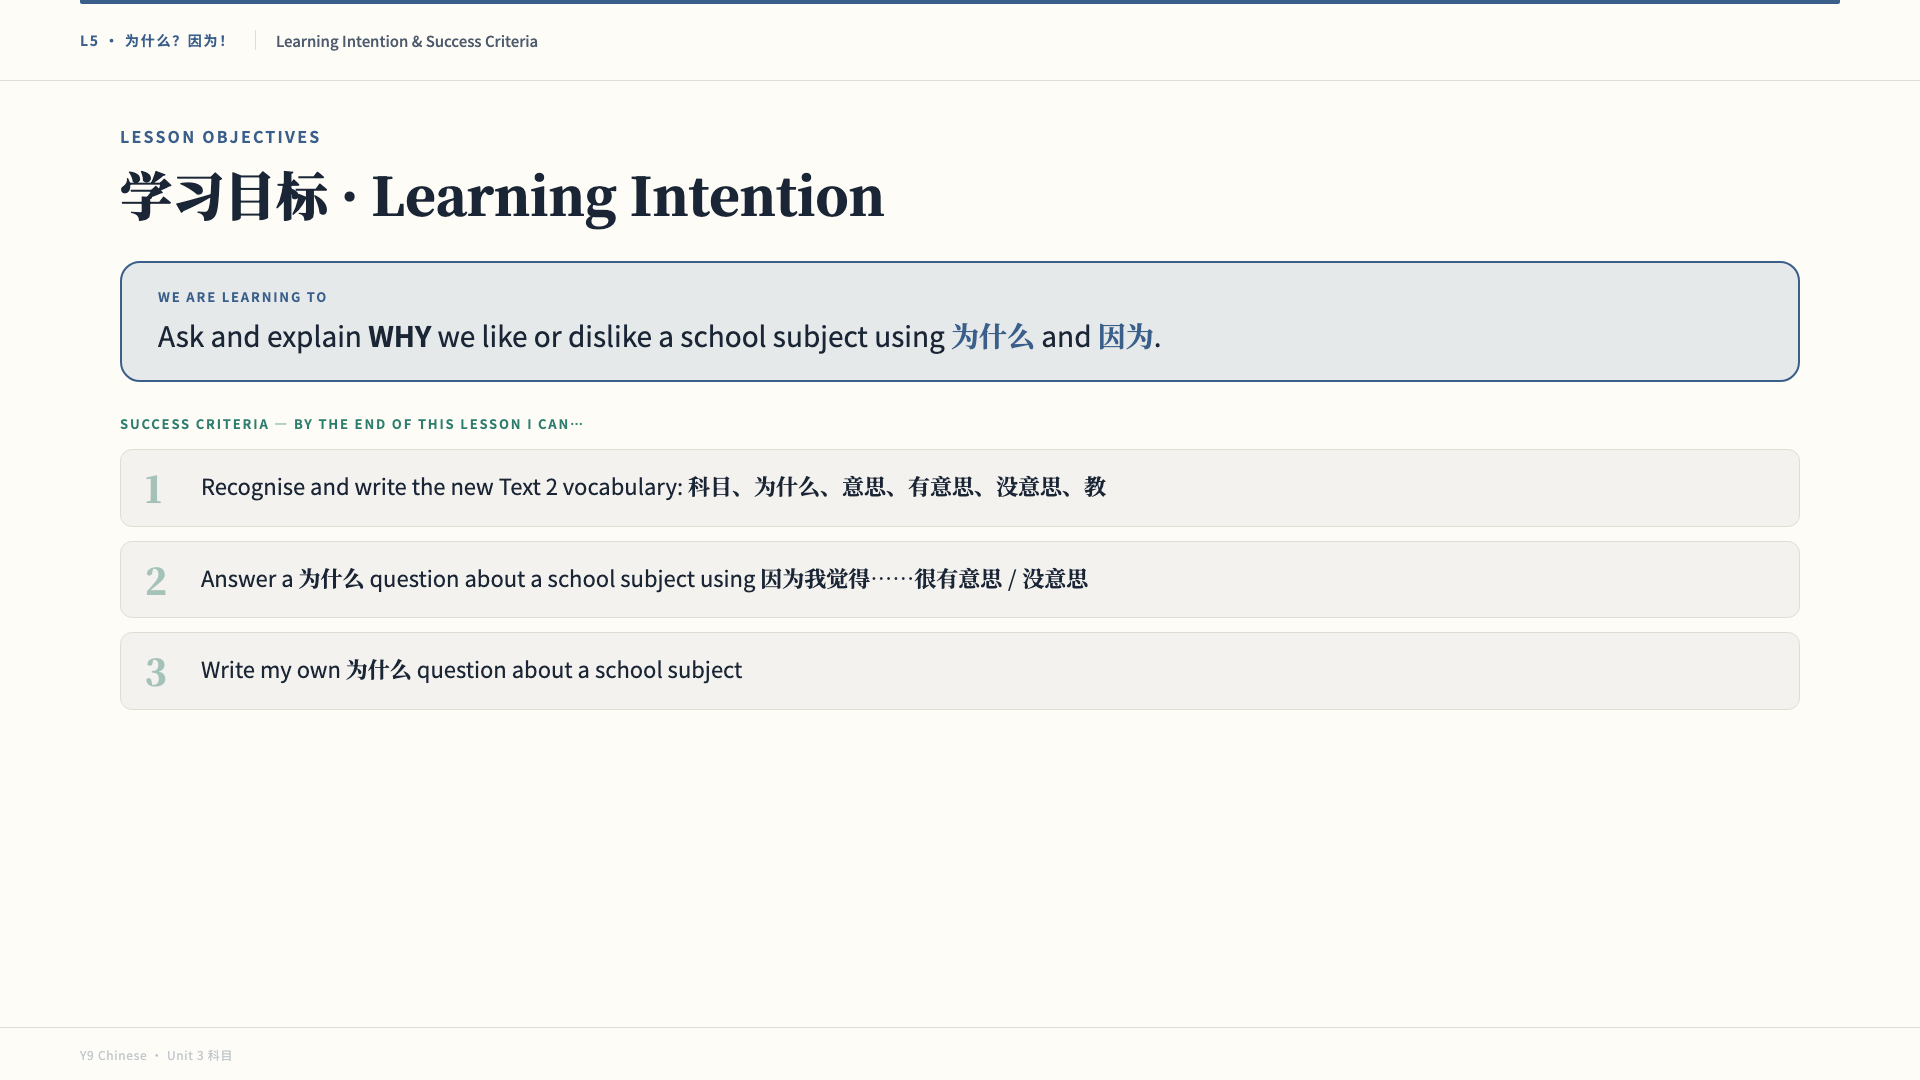 L5 · 为什么？因为！
Learning Intention & Success Criteria
LESSON OBJECTIVES
学习目标 · Learning Intention
WE ARE LEARNING TO
Ask and explain WHY we like or dislike a school subject using 为什么 and 因为.
SUCCESS CRITERIA — BY THE END OF THIS LESSON I CAN…
1 Recognise and write the new Text 2 vocabulary: 科目、为什么、意思、有意思、没意思、教
2 Answer a 为什么 question about a school subject using 因为我觉得……很有意思 / 没意思
3 Write my own 为什么 question about a school subject
Y9 Chinese · Unit 3 科目